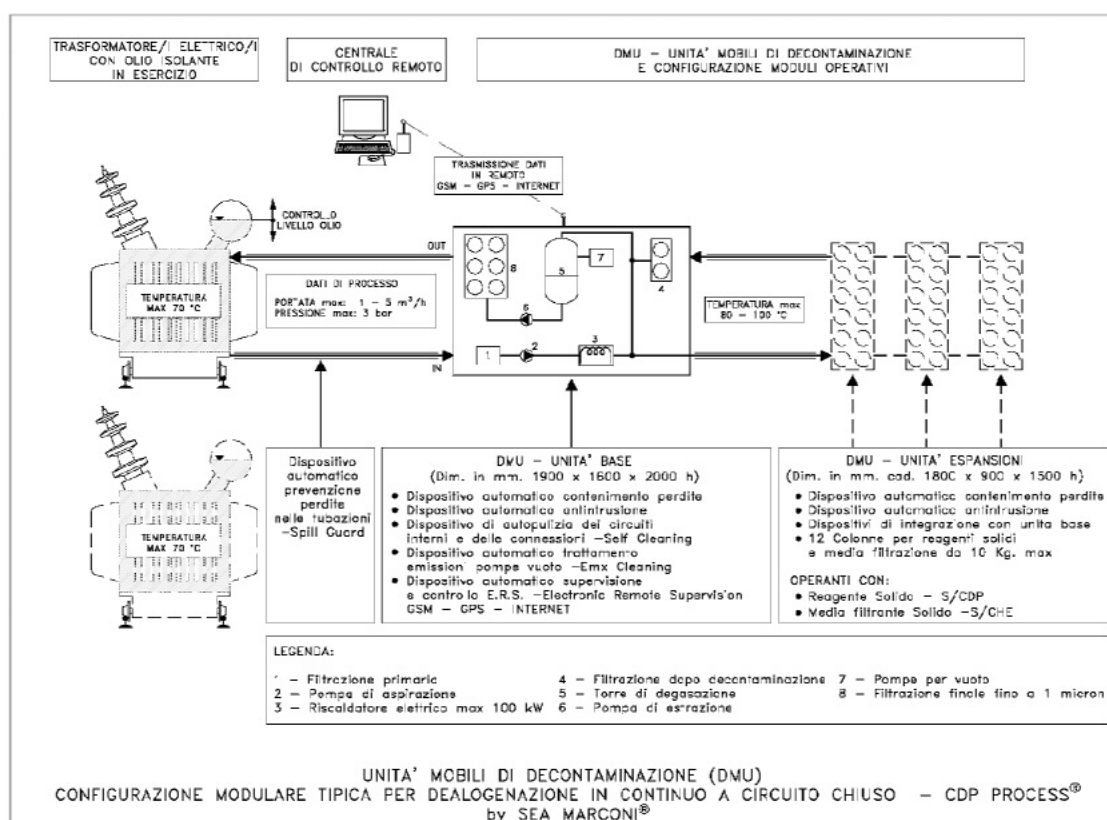 TRASFORMATORE/I ELETTRICO/I
CON OLIO ISOLANTE
IN ESERCIZIO
CENTRALE
DI CONTROLLO REMOTO
DMU – UNITA' MOBILI DI DECONTAMINAZIONE
E CONFIGURAZIONE MODULI OPERATIVI
TRASMISSIONE DATI
IN REMOTO
GSM – GPS – INTERNET
CONTROLLO
LIVELLO OLIO
OUT
DATI DI PROCESSO
PORTATA max: 1 – 5 m³/h
PRESSIONE max: 3 bar
IN
TEMPERATURA
MAX 70 °C
8
5
7
4
6
1
2
3
TEMPERATURA max
80 – 100 °C
TEMPERATURA
MAX 70 °C
Dispositivo
automatico
prevenzione
perdite
nelle tubazioni
–Spill Guard
DMU – UNITA' BASE
(Dim. in mm. 1900 x 1600 x 2000 h)
• Dispositivo automatico contenimento perdite
• Dispositivo automatico antintrusione
• Dispositivo di autopulizia dei circuiti
interni e delle connessioni –Self Cleaning
• Dispositivo automatico trattamento
emissioni pompe vuoto –Emx Cleaning
• Dispositivo automatico supervisione
e controllo E.R.S. –Electronic Remote Supervision
GSM – GPS – INTERNET
DMU – UNITA' ESPANSIONI
(Dim. in mm. cad. 1800 x 900 x 1500 h)
• Dispositivo automatico contenimento perdite
• Dispositivo automatico antintrusione
• Dispositivi di integrazione con unita base
• 12 Colonne per reagenti solidi
e media filtrazione da 10 Kg. max
OPERANTI CON:
• Reagente Solido – S/CDP
• Media filtrante Solido –S/CHE
LEGENDA:
1 – Filtrazione primaria
2 – Pompa di aspirazione
3 – Riscaldatore elettrico max 100 kW
4 – Filtrazione dopo decontaminazione
5 – Torre di degasazione
6 – Pompa di estrazione
7 – Pompe per vuoto
8 – Filtrazione finale fino a 1 micron
UNITA' MOBILI DI DECONTAMINAZIONE (DMU)
CONFIGURAZIONE MODULARE TIPICA PER DEALOGENAZIONE IN CONTINUO A CIRCUITO CHIUSO – CDP PROCESS®
by SEA MARCONI®